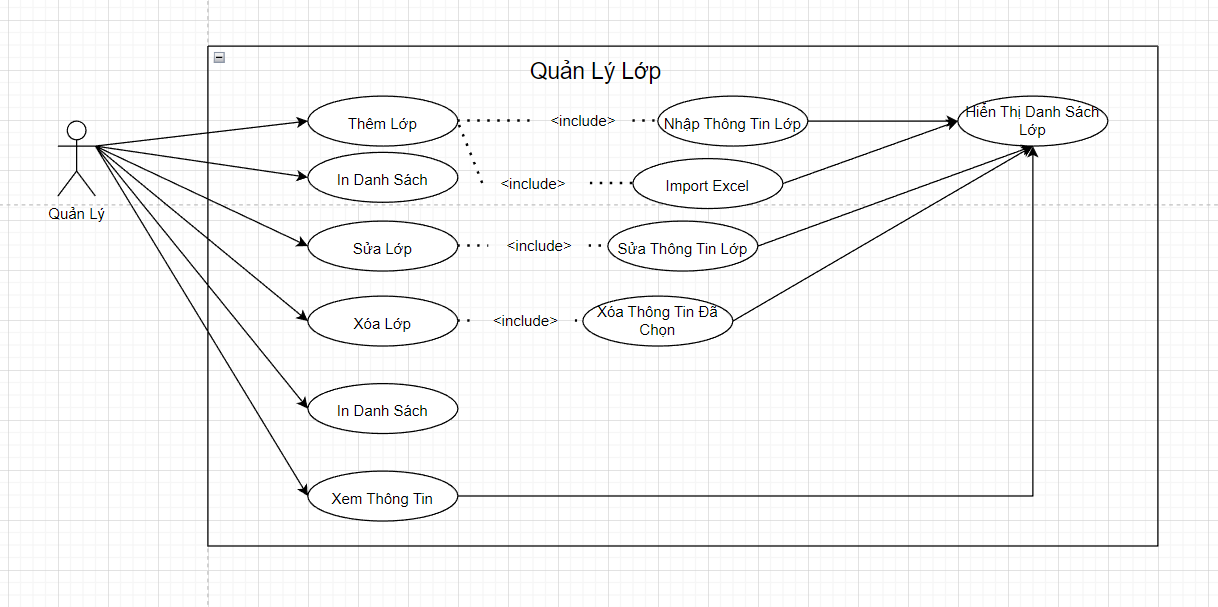 Quản Lý Lớp
Quản Lý
Thêm Lớp
<include>
Nhập Thông Tin Lớp
Hiển Thị Danh Sách
Lớp
In Danh Sách
<include>
Import Excel
Sửa Lớp
<include>
Sửa Thông Tin Lớp
Xóa Lớp
<include>
Xóa Thông Tin Đã
Chọn
In Danh Sách
Xem Thông Tin